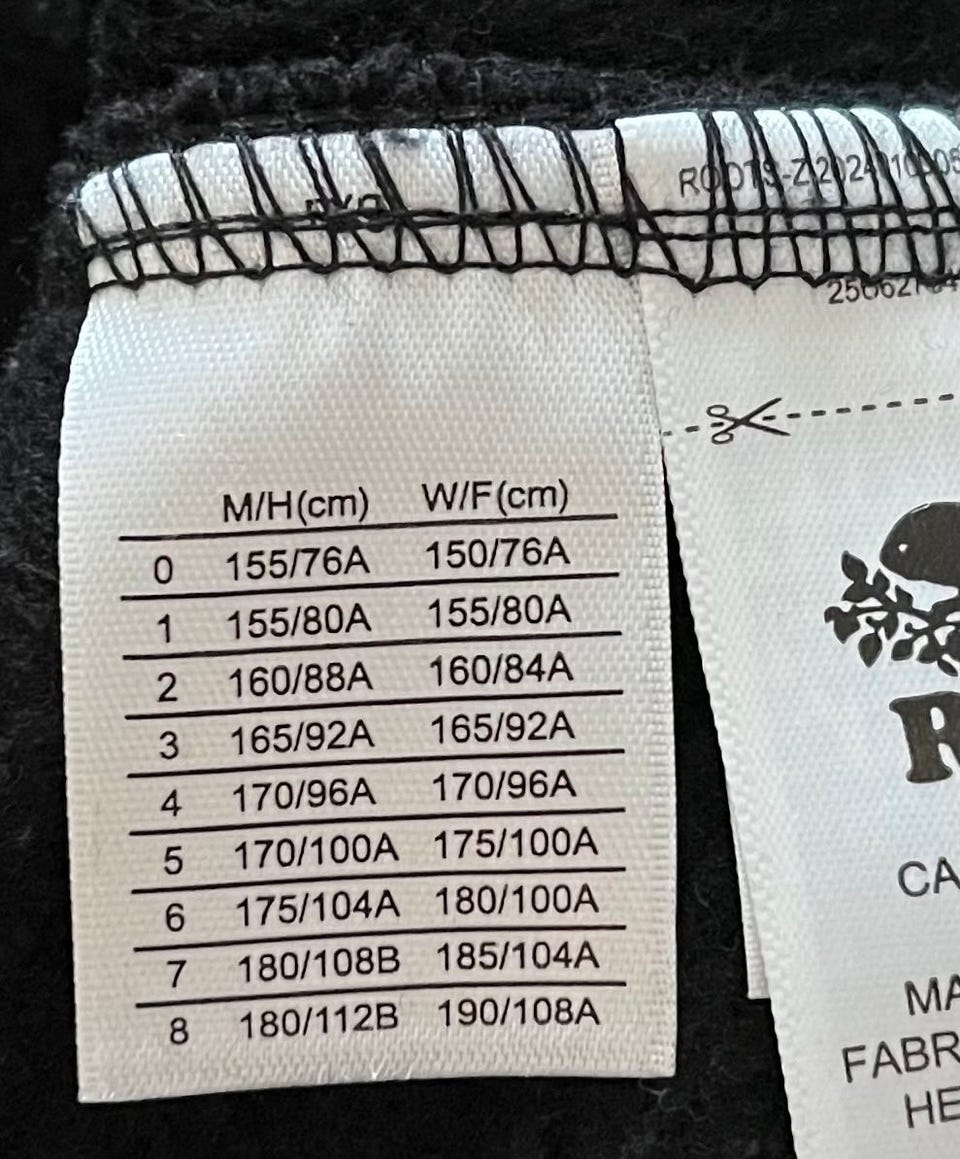 M/H(cm) W/F(cm)
0 155/76A 150/76A
1 155/80A 155/80A
2 160/88A 160/84A
3 165/92A 165/92A
4 170/96A 170/96A
5 170/100A 175/100A
6 175/104A 180/100A
7 180/108B 185/104A
8 180/112B 190/108A
R
CA
MA
FABR
HE